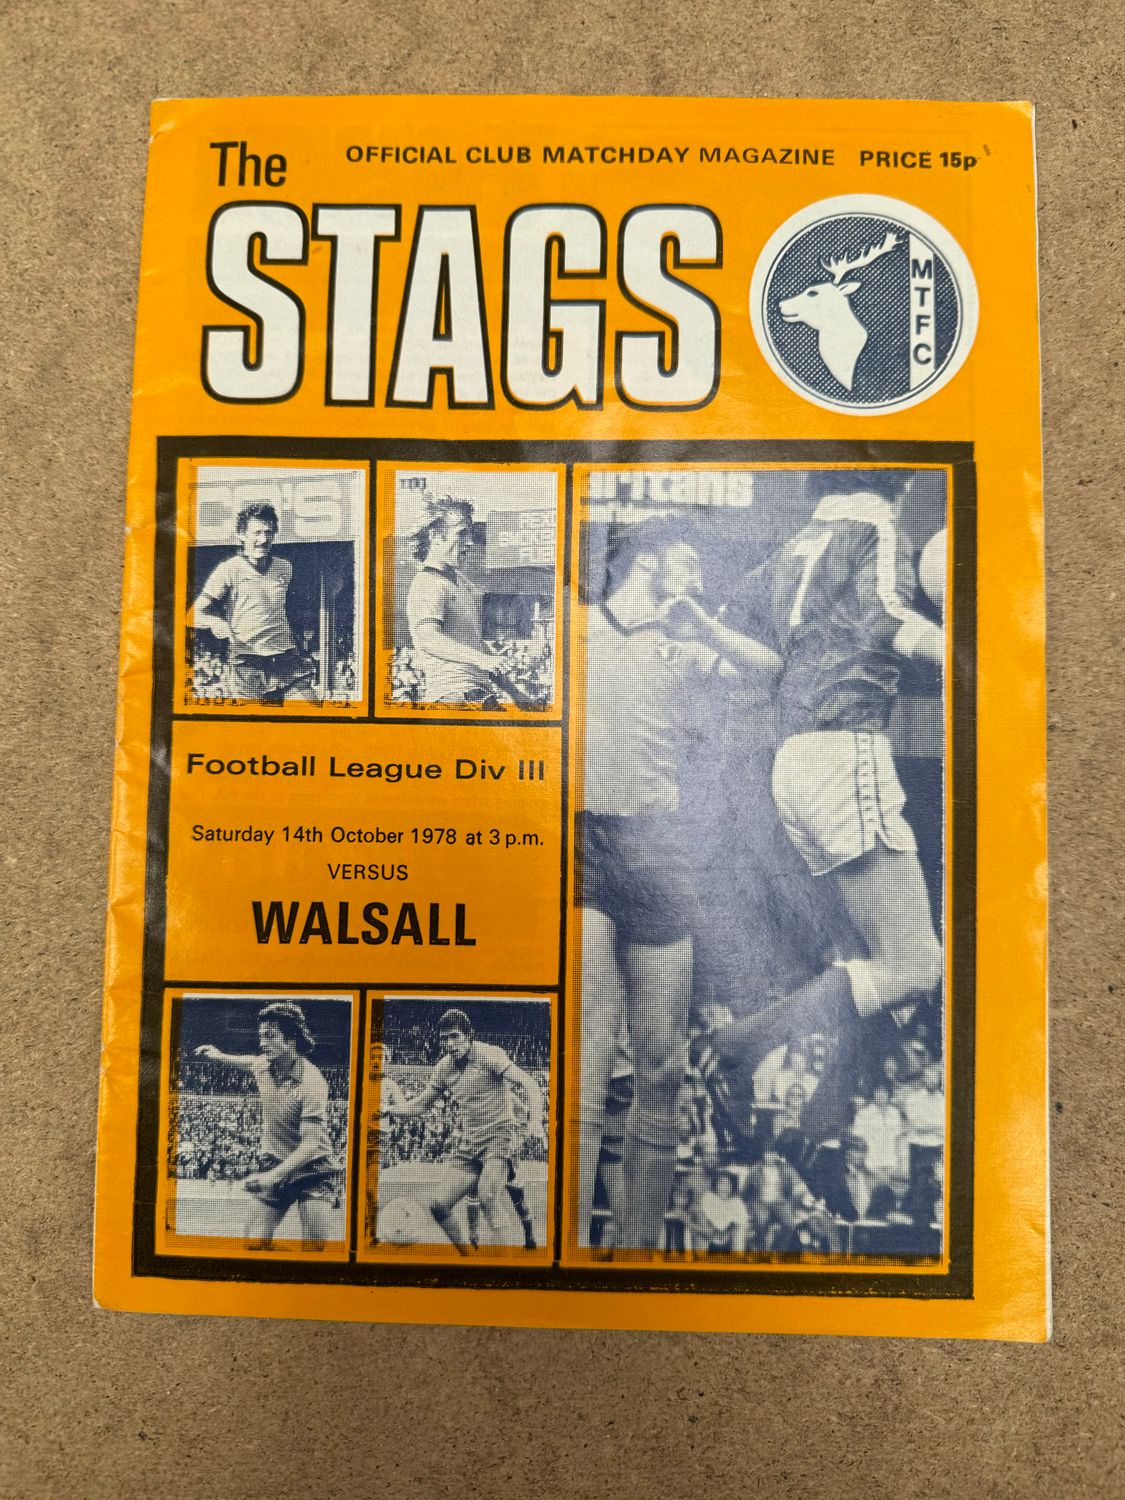 The
OFFICIAL CLUB MATCHDAY MAGAZINE PRICE 15p
STAGS
MTFC
Football League Div III
Saturday 14th October 1978 at 3 p.m.
VERSUS
WALSALL
7